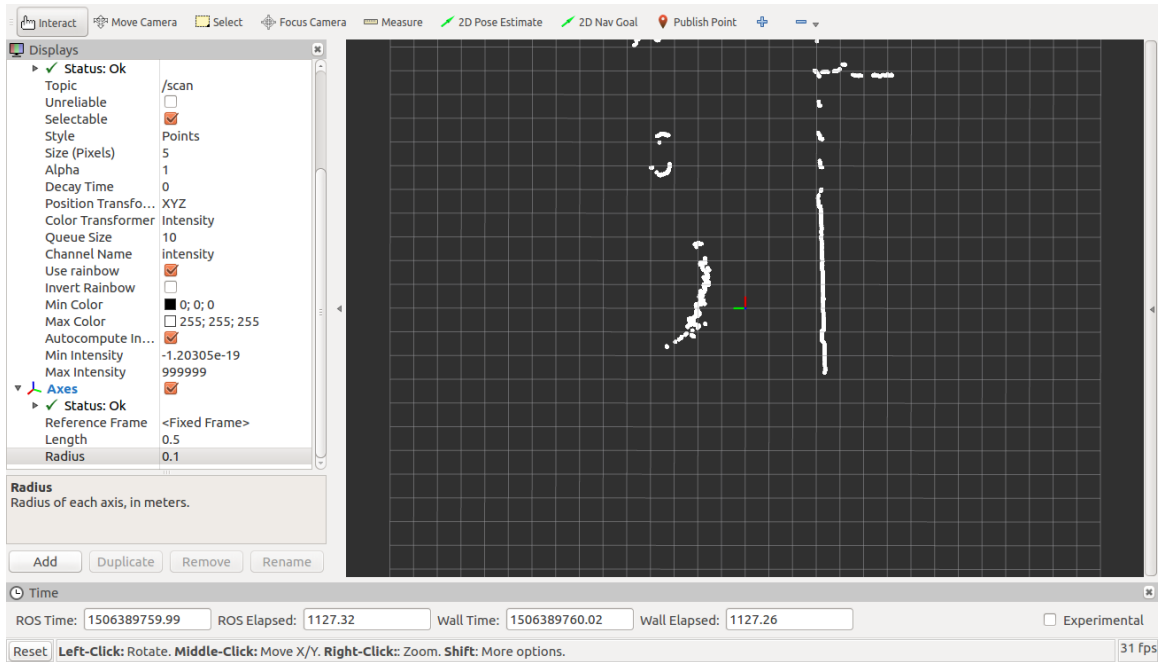 Interact Move Camera Select Focus Camera Measure 2D Pose Estimate 2D Nav Goal Publish Point
Displays
Status: Ok
Topic /scan
Unreliable
Selectable
Style Points
Size (Pixels) 5
Alpha 1
Decay Time 0
Position Transfo... XYZ
Color Transformer Intensity
Queue Size 10
Channel Name intensity
Use rainbow
Invert Rainbow
Min Color 0; 0; 0
Max Color 255; 255; 255
Autocompute In...
Min Intensity -1.20305e-19
Max Intensity 999999
Axes
Status: Ok
Reference Frame <Fixed Frame>
Length 0.5
Radius 0.1
Radius
Radius of each axis, in meters.
Add Duplicate Remove Rename
Time
ROS Time: 1506389759.99 ROS Elapsed: 1127.32 Wall Time: 1506389760.02 Wall Elapsed: 1127.26 Experimental
Reset Left-Click: Rotate. Middle-Click: Move X/Y. Right-Click:: Zoom. Shift: More options. 31 fps